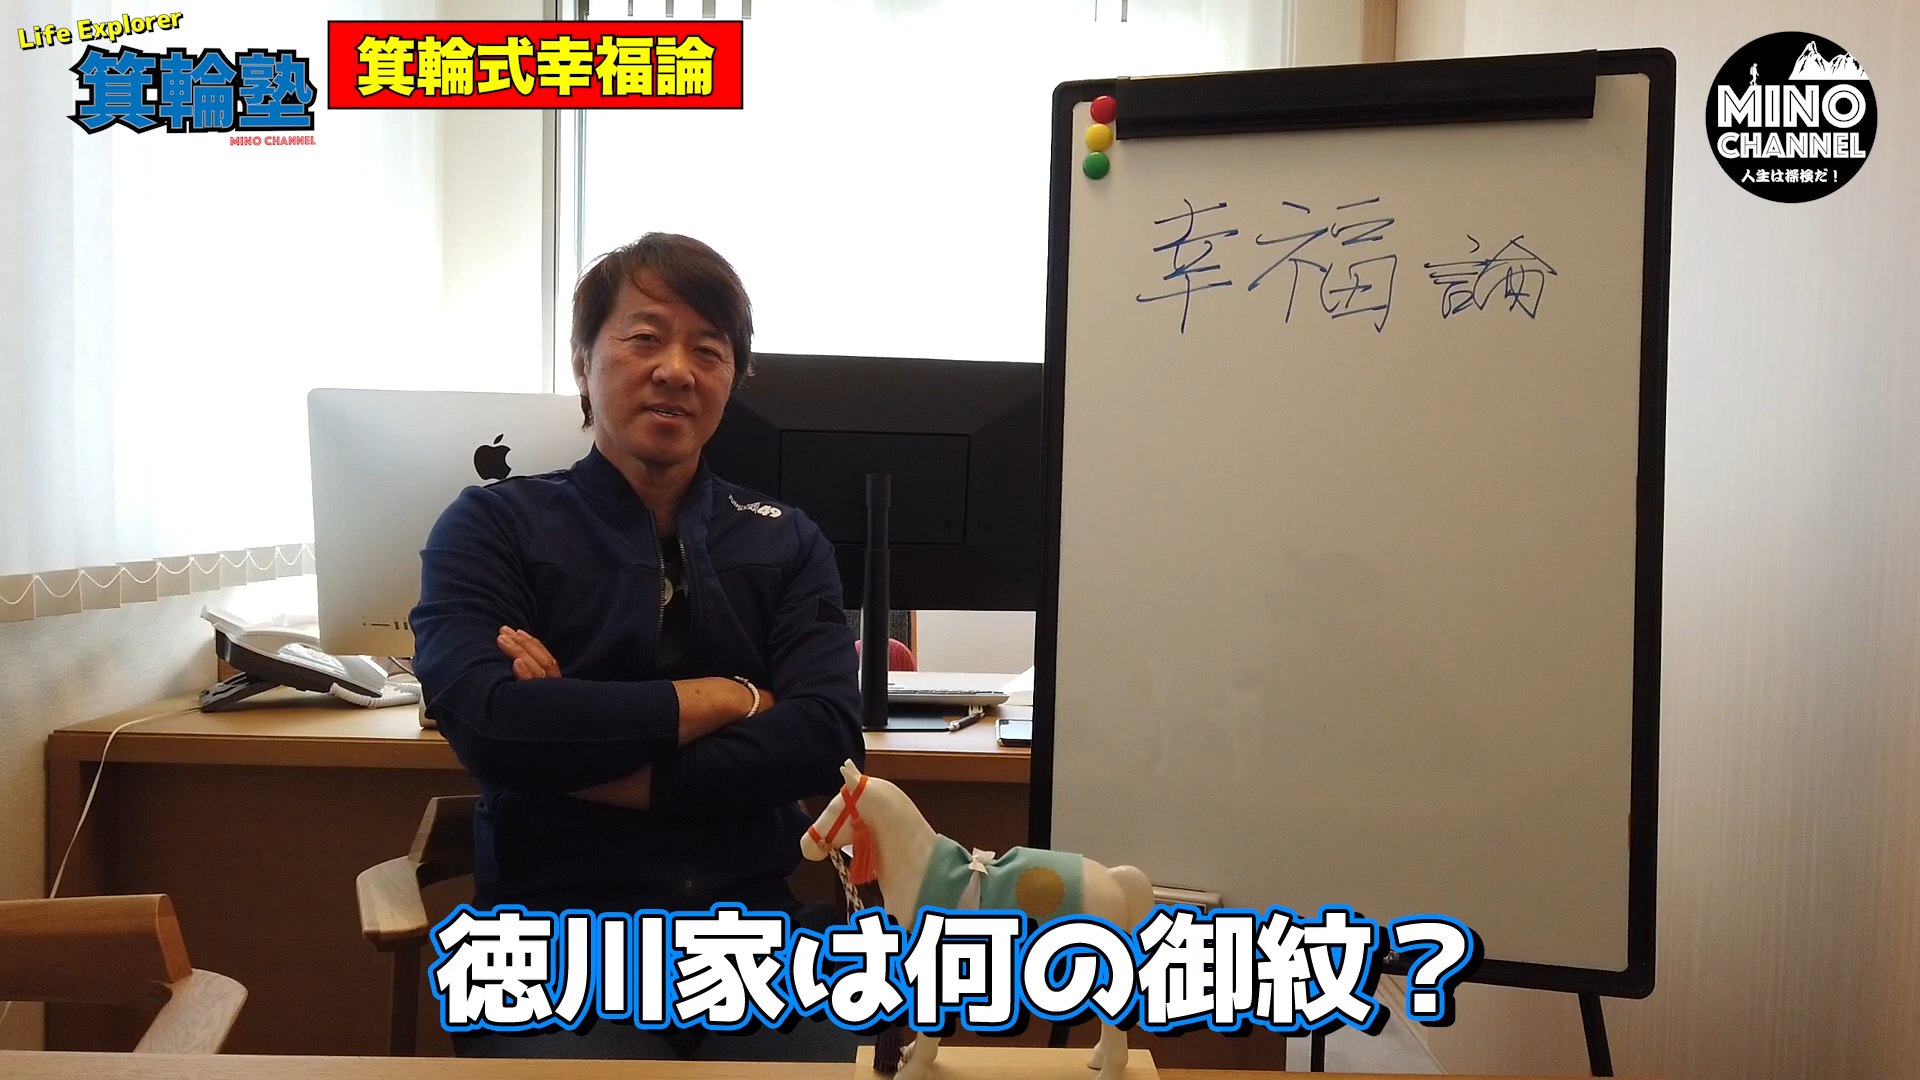 Life Explorer
箕輪塾
MINO CHANNEL
箕輪式幸福論
MINO
CHANNEL
人生は探検だ！
幸福論
49
徳川家は何の御紋？